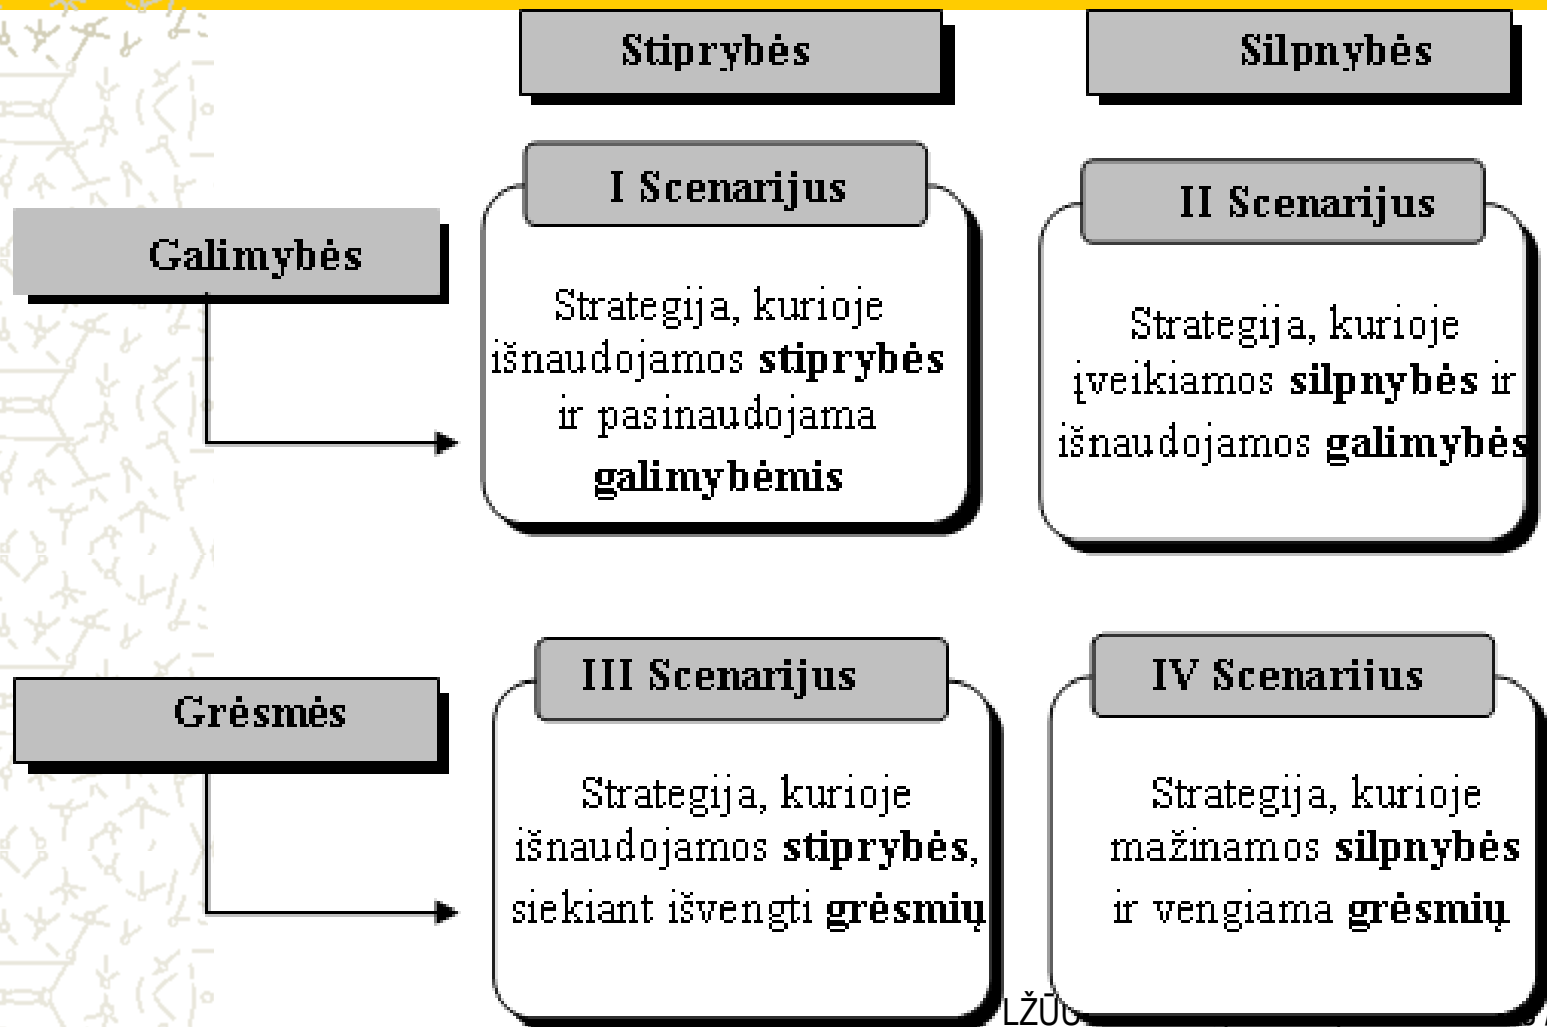 Stiprybės
Silpnybės
Galimybės
I Scenarijus
Strategija, kurioje
išnaudojamos stiprybės
ir pasinaudojama
galimybėmis
II Scenarijus
Strategija, kurioje
įveikiamos silpnybės ir
išnaudojamos galimybės
Grėsmės
III Scenarijus
Strategija, kurioje
išnaudojamos stiprybės,
siekiant išvengti grėsmių
IV Scenarijus
Strategija, kurioje
mažinamos silpnybės
ir vengiama grėsmių